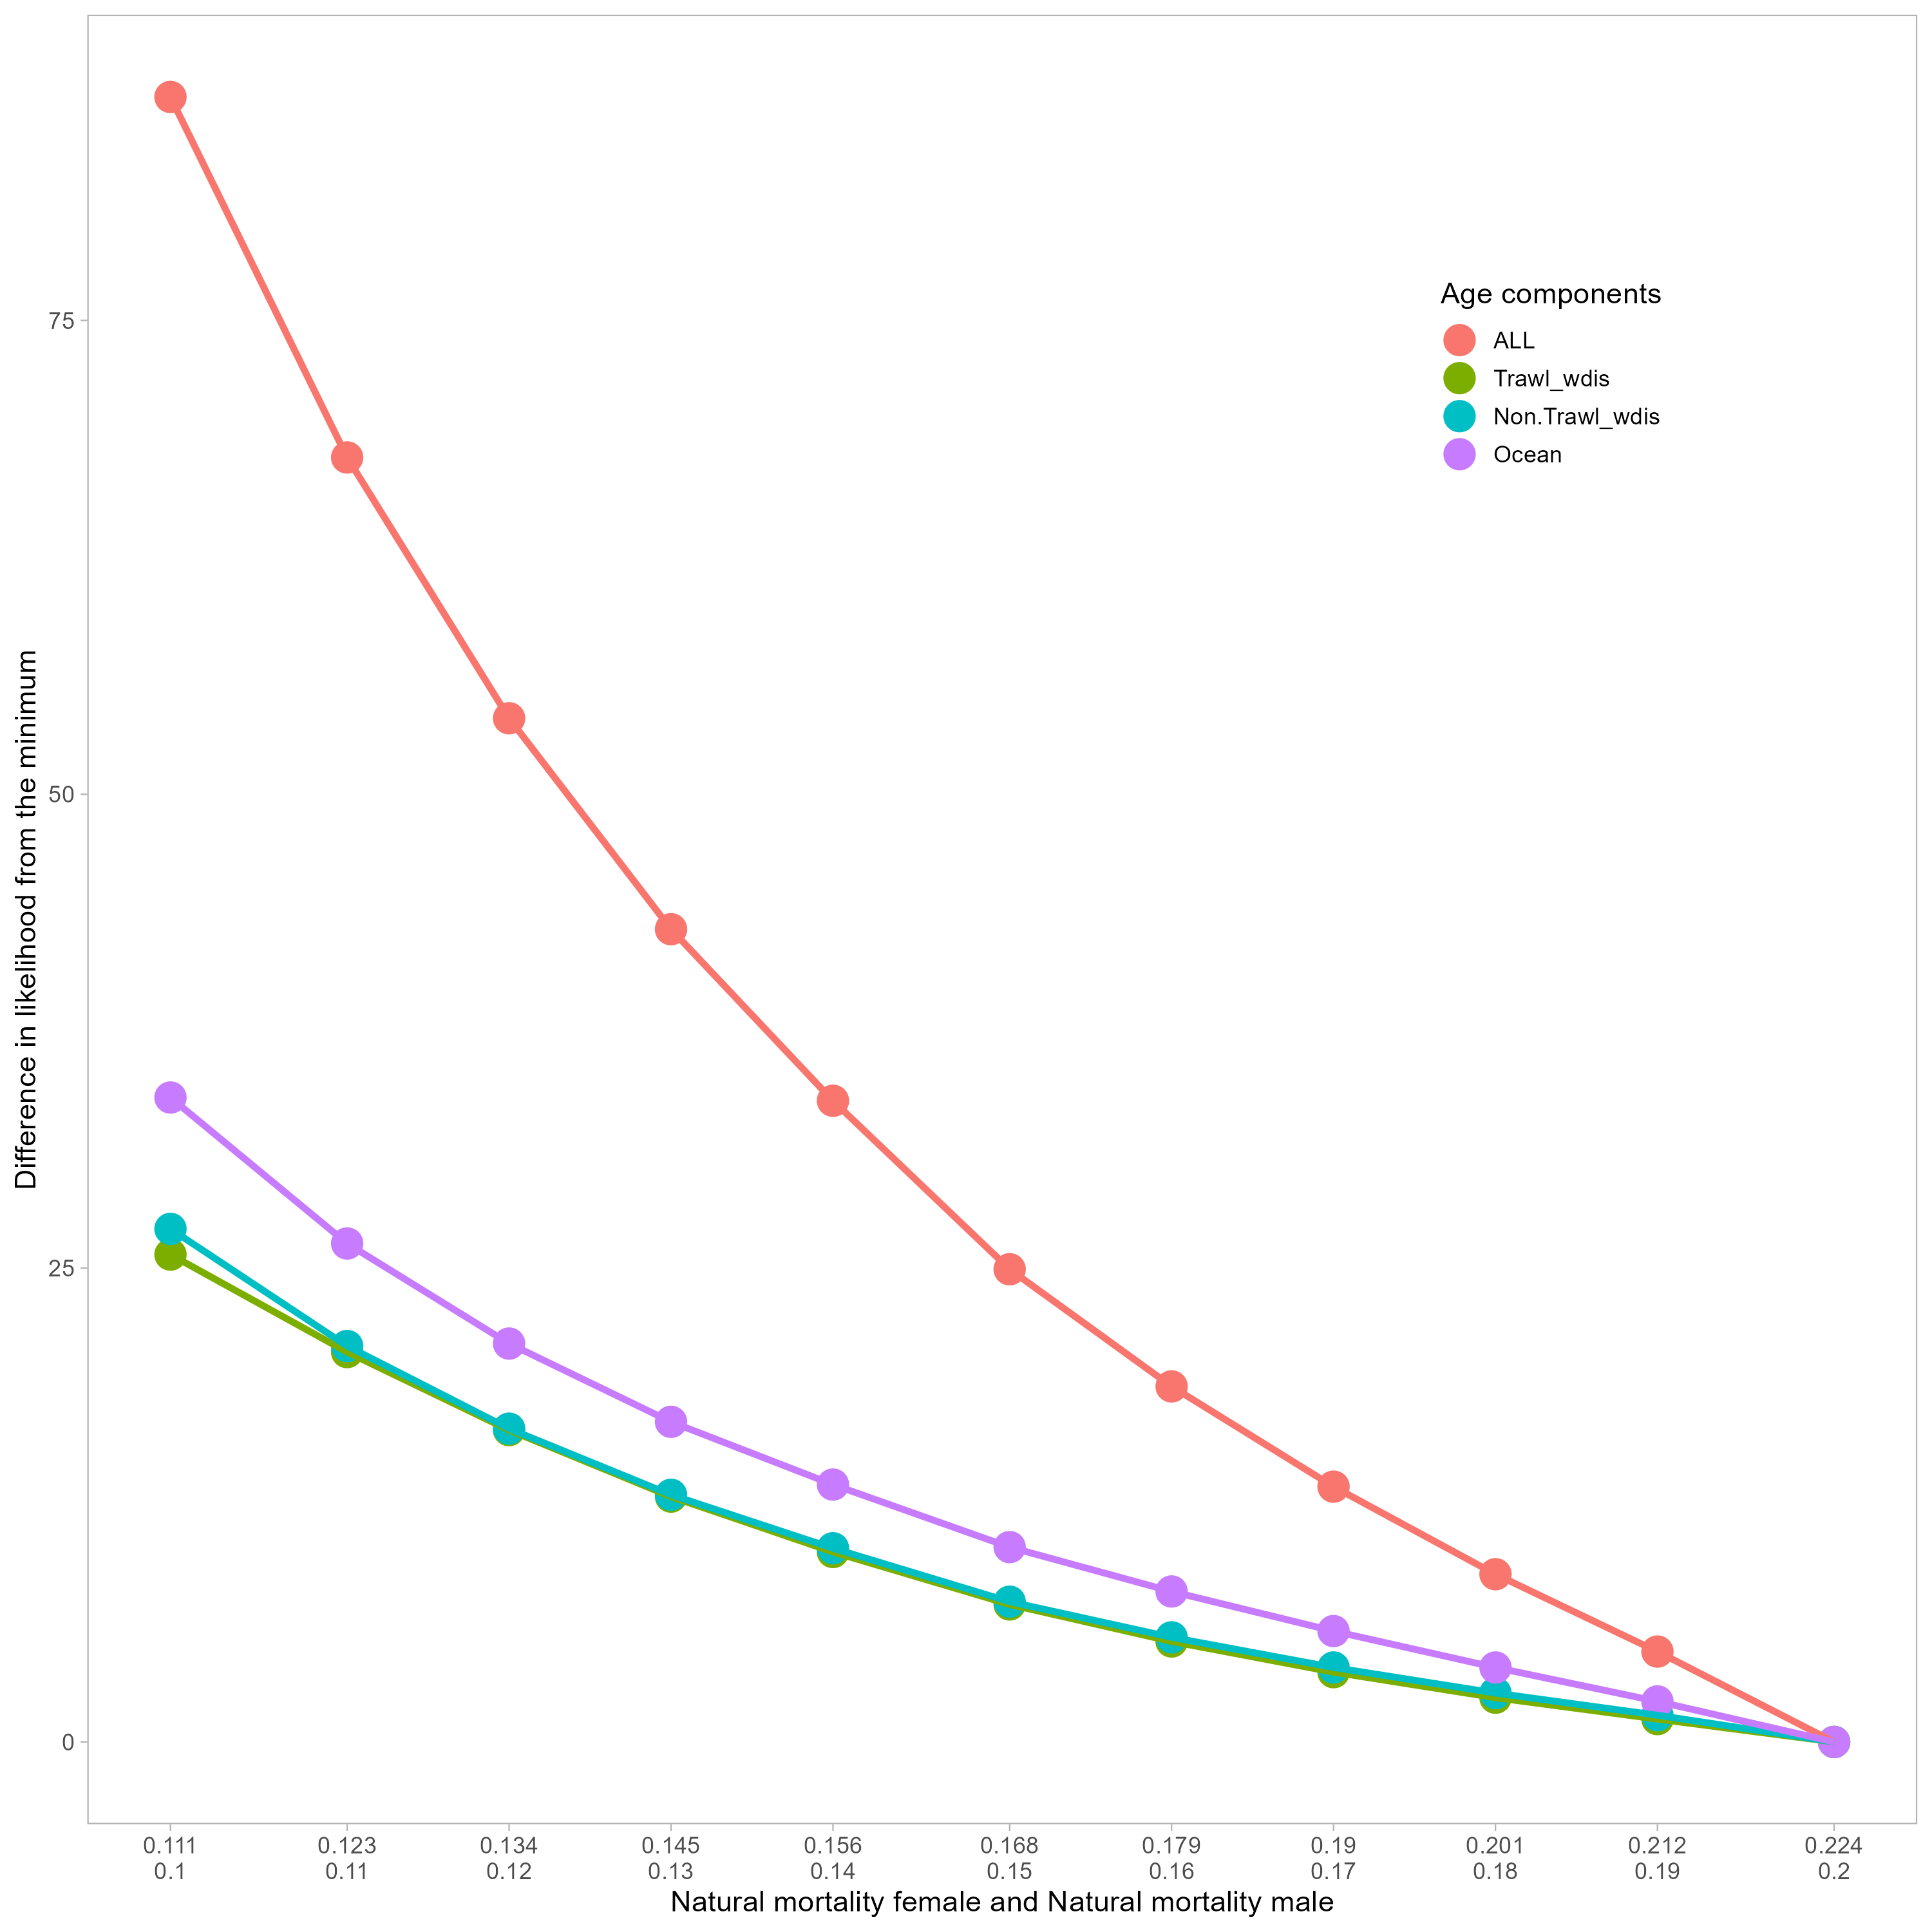 Difference in likelihood from the minimum
75
50
25
0
Age components
ALL
Trawl_wdis
Non.Trawl_wdis
Ocean
0.111 0.123 0.134 0.145 0.156 0.168 0.179 0.19 0.201 0.212 0.224
0.1 0.11 0.12 0.13 0.14 0.15 0.16 0.17 0.18 0.19 0.2
Natural mortality female and Natural mortality male